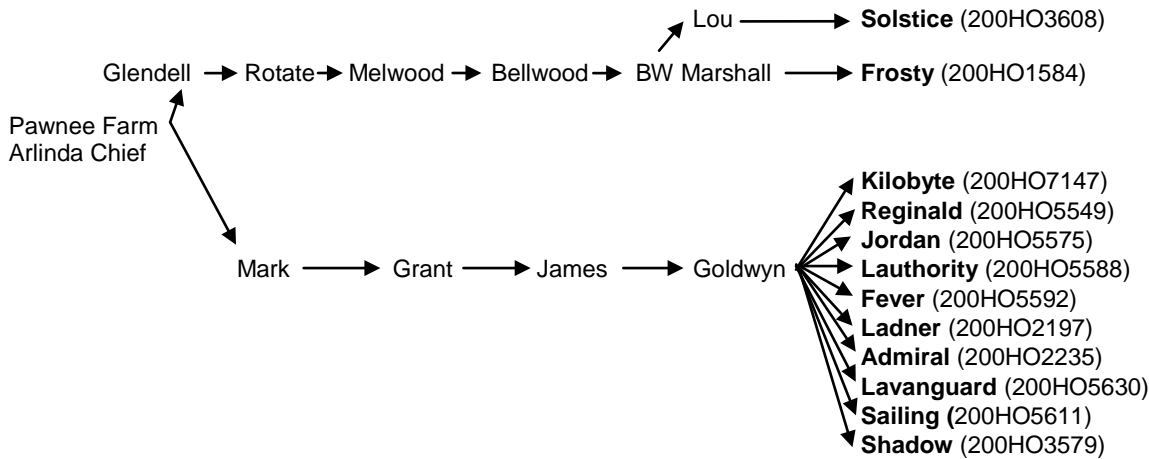 Lou Solstice (200HO3608)
Glendell Rotate Melwood Bellwood BW Marshall Frosty (200HO1584)
Pawnee Farm
Arlinda Chief
Kilobyte (200HO7147)
Reginald (200HO5549)
Jordan (200HO5575)
Mark Grant James Goldwyn Lauthority (200HO5588)
Fever (200HO5592)
Ladner (200HO2197)
Admiral (200HO2235)
Lavanguard (200HO5630)
Sailing (200HO5611)
Shadow (200HO3579)